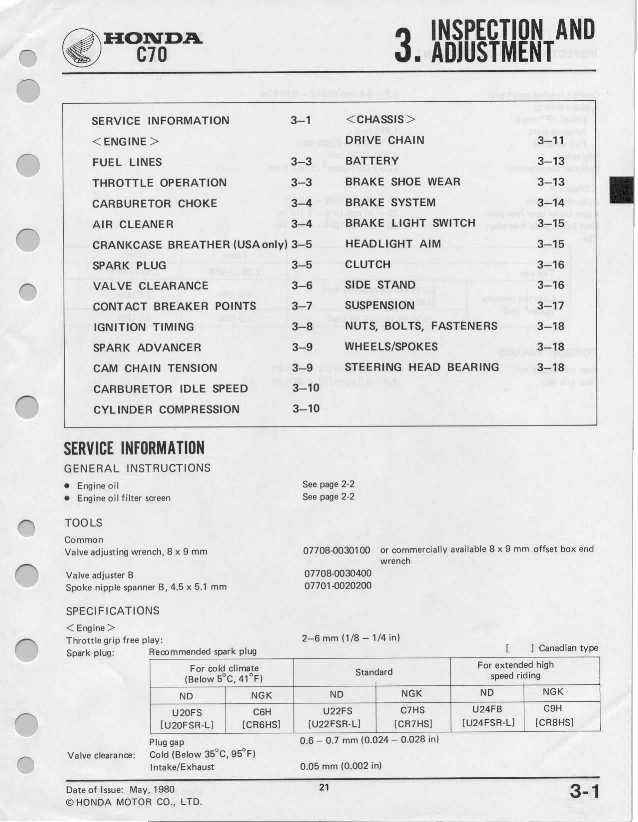 HONDA
C70
3. INSPECTION AND
ADJUSTMENT
SERVICE INFORMATION 3–1
<ENGINE>
FUEL LINES 3–3
THROTTLE OPERATION 3–3
CARBURETOR CHOKE 3–4
AIR CLEANER 3–4
CRANKCASE BREATHER (USA only) 3–5
SPARK PLUG 3–5
VALVE CLEARANCE 3–6
CONTACT BREAKER POINTS 3–7
IGNITION TIMING 3–8
SPARK ADVANCER 3–9
CAM CHAIN TENSION 3–9
CARBURETOR IDLE SPEED 3–10
CYLINDER COMPRESSION 3–10
<CHASSIS>
DRIVE CHAIN 3–11
BATTERY 3–13
BRAKE SHOE WEAR 3–13
BRAKE SYSTEM 3–14
BRAKE LIGHT SWITCH 3–15
HEADLIGHT AIM 3–15
CLUTCH 3–16
SIDE STAND 3–16
SUSPENSION 3–17
NUTS, BOLTS, FASTENERS 3–18
WHEELS/SPOKES 3–18
STEERING HEAD BEARING 3–18
SERVICE INFORMATION
GENERAL INSTRUCTIONS
• Engine oil See page 2-2
• Engine oil filter screen See page 2-2
TOOLS
Common
Valve adjusting wrench, 8 x 9 mm 07708-0030100 or commercially available 8 x 9 mm offset box end
wrench
Valve adjuster B 07708-0030400
Spoke nipple spanner B, 4.5 x 5.1 mm 07701-0020200
SPECIFICATIONS
<Engine>
Throttle grip free play: 2–6 mm (1/8 – 1/4 in)
Spark plug: Recommended spark plug [ ] Canadian type
For cold climate Standard For extended high
(Below 5°C, 41°F) speed riding
ND NGK ND NGK ND NGK
U20FS C6H U22FS C7HS U24FB C9H
[U20FSR-L] [CR6HS] [U22FSR-L] [CR7HS] [U24FSR-L] [CR8HS]
Plug gap 0.6 – 0.7 mm (0.024 – 0.028 in)
Valve clearance: Cold (Below 35°C, 95°F)
Intake/Exhaust 0.05 mm (0.002 in)
Date of Issue: May, 1980 21 3-1
© HONDA MOTOR CO., LTD.